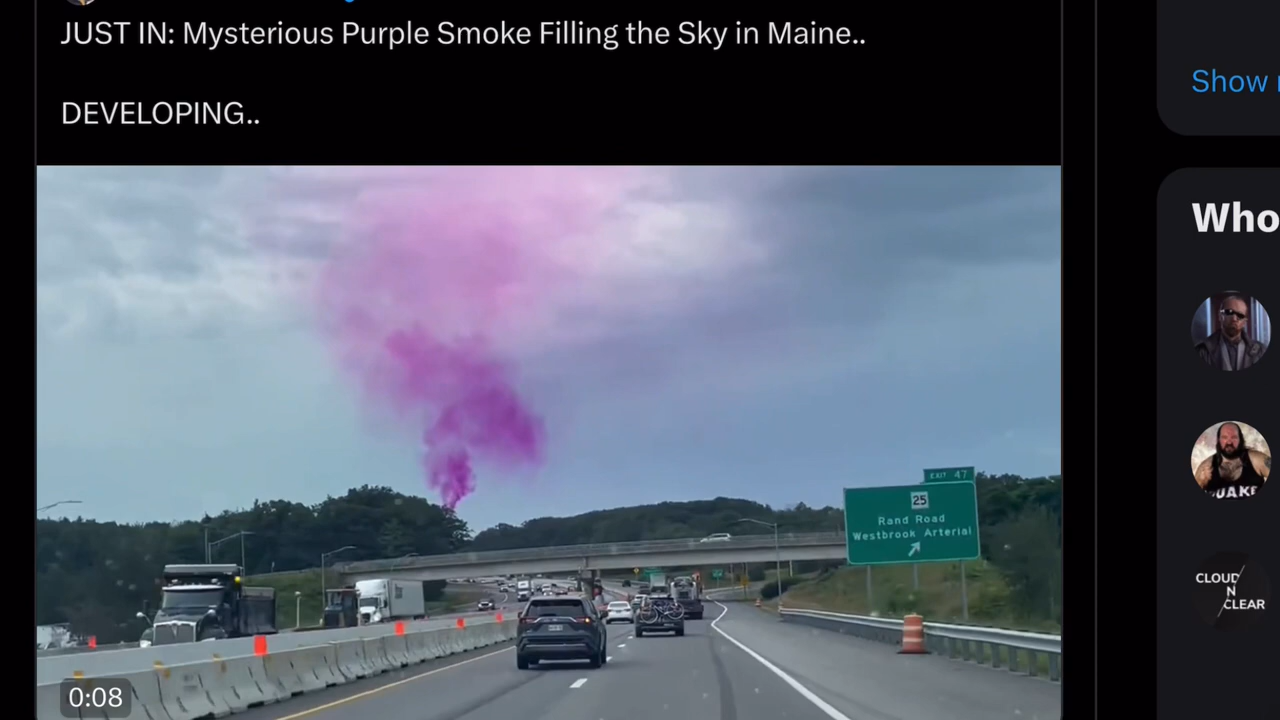 JUST IN: Mysterious Purple Smoke Filling the Sky in Maine..
DEVELOPING..
EXIT 47
25
Rand Road
Westbrook Arterial
0:08
Show
Who
CLOUD
N
CLEAR